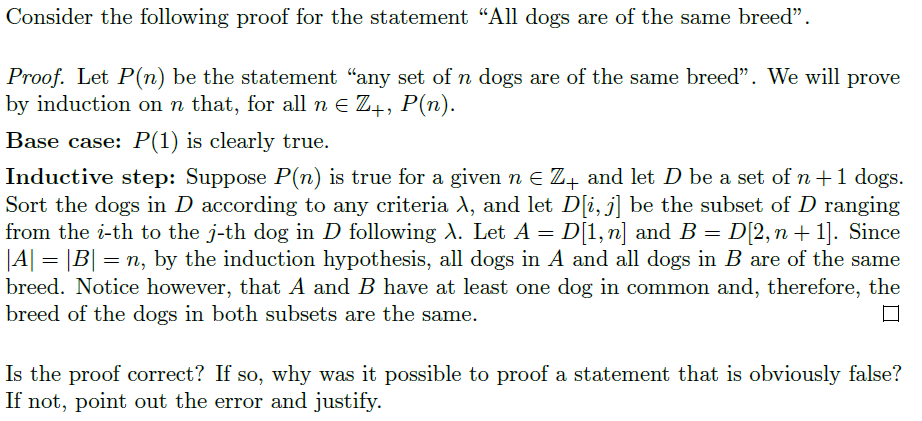 Consider the following proof for the statement “All dogs are of the same breed”.
Proof. Let P(n) be the statement “any set of n dogs are of the same breed”. We will prove
by induction on n that, for all n ∈ ℤ₊, P(n).
Base case: P(1) is clearly true.
Inductive step: Suppose P(n) is true for a given n ∈ ℤ₊ and let D be a set of n + 1 dogs.
Sort the dogs in D according to any criteria λ, and let D[i, j] be the subset of D ranging
from the i-th to the j-th dog in D following λ. Let A = D[1, n] and B = D[2, n + 1]. Since
|A| = |B| = n, by the induction hypothesis, all dogs in A and all dogs in B are of the same
breed. Notice however, that A and B have at least one dog in common and, therefore, the
breed of the dogs in both subsets are the same. □
Is the proof correct? If so, why was it possible to proof a statement that is obviously false?
If not, point out the error and justify.